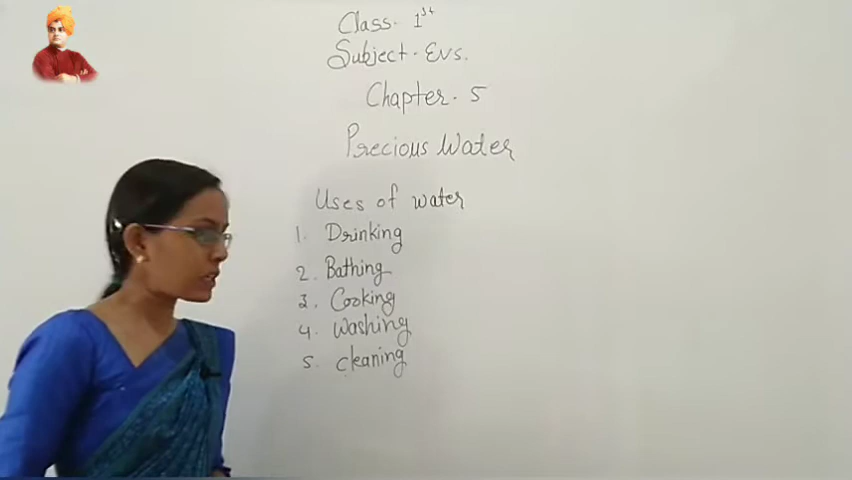 Class- 1st
Subject- Evs.
Chapter- 5
Precious Water
Uses of water
1. Drinking
2. Bathing
3. Cooking
4. Washing
5. cleaning